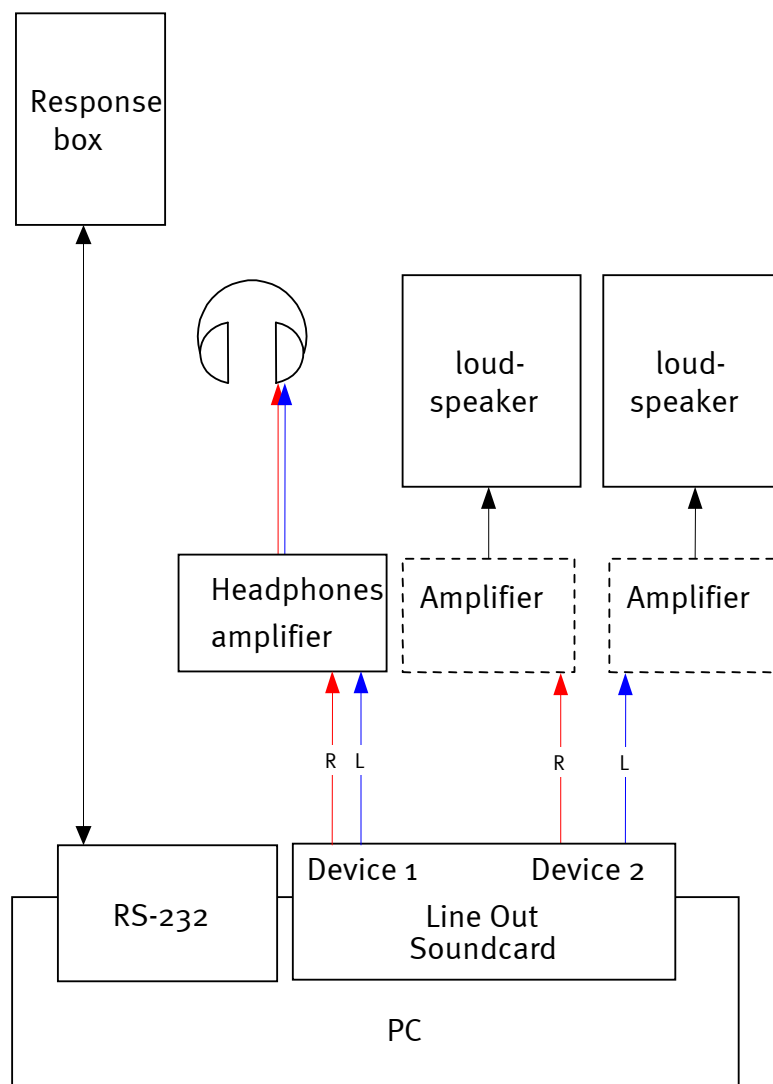 Response
box
loud-
speaker
loud-
speaker
Headphones
amplifier
Amplifier
Amplifier
R
L
R
L
Device 1
Device 2
RS-232
Line Out
Soundcard
PC